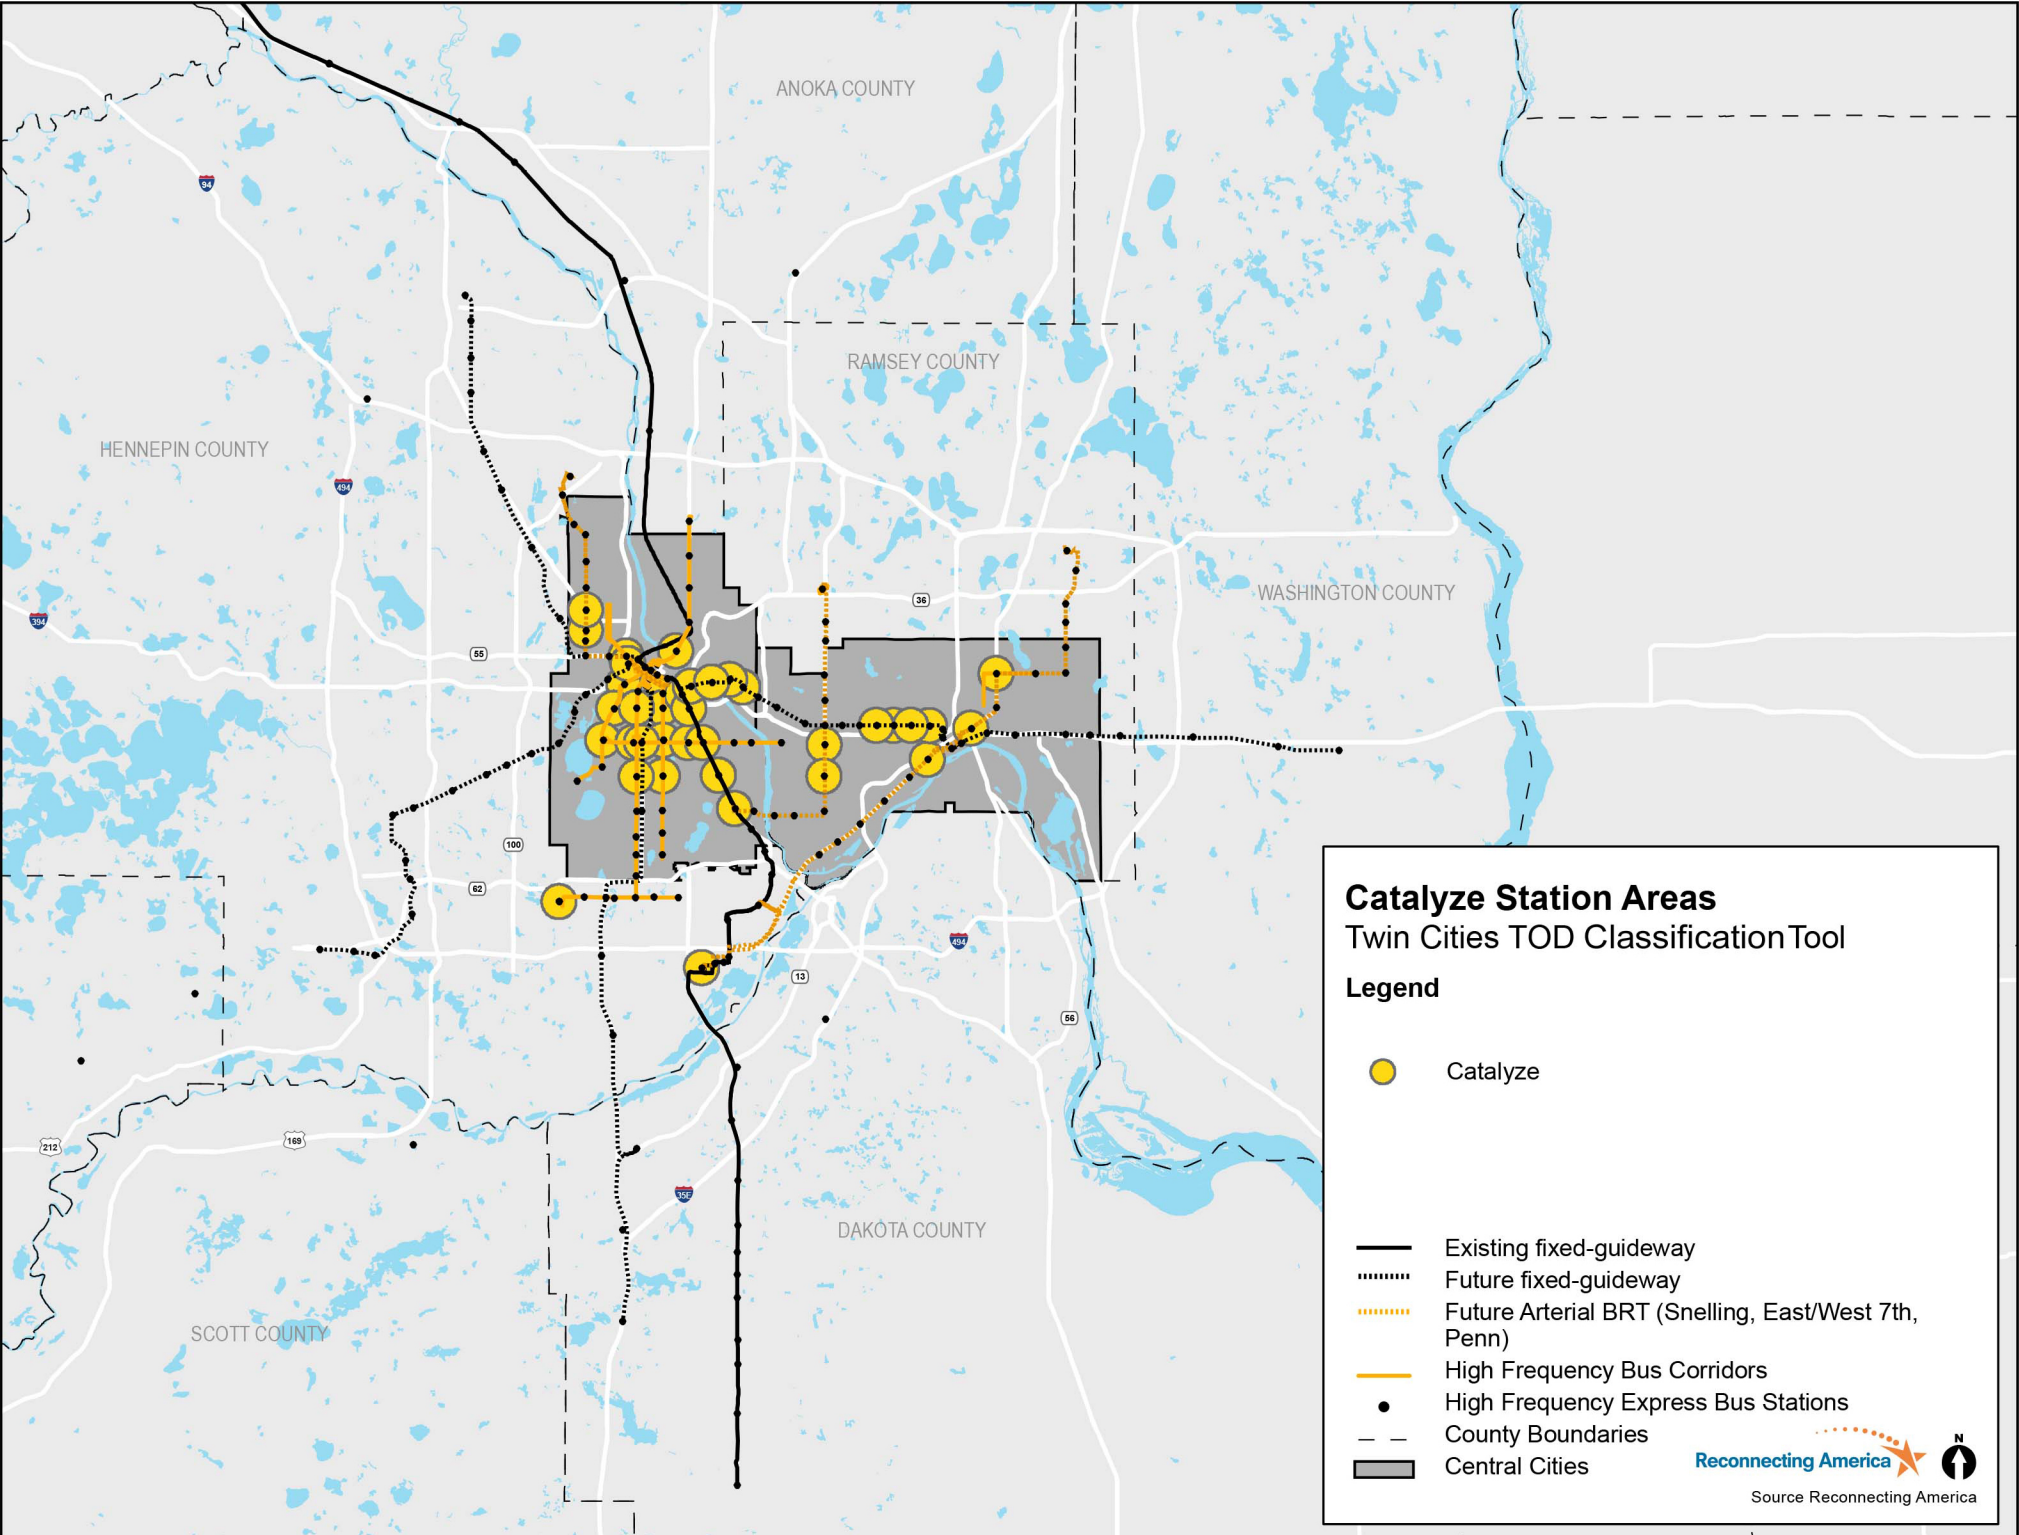 ANOKA COUNTY
94
RAMSEY COUNTY
HENNEPIN COUNTY
494
WASHINGTON COUNTY
36
394
55
100
62
Catalyze Station Areas
Twin Cities TOD Classification Tool
Legend
494
13
56
Catalyze
212
169
35E
DAKOTA COUNTY
SCOTT COUNTY
Existing fixed-guideway
Future fixed-guideway
Future Arterial BRT (Snelling, East/West 7th,
Penn)
High Frequency Bus Corridors
High Frequency Express Bus Stations
County Boundaries
Central Cities
Reconnecting America
N
Source Reconnecting America